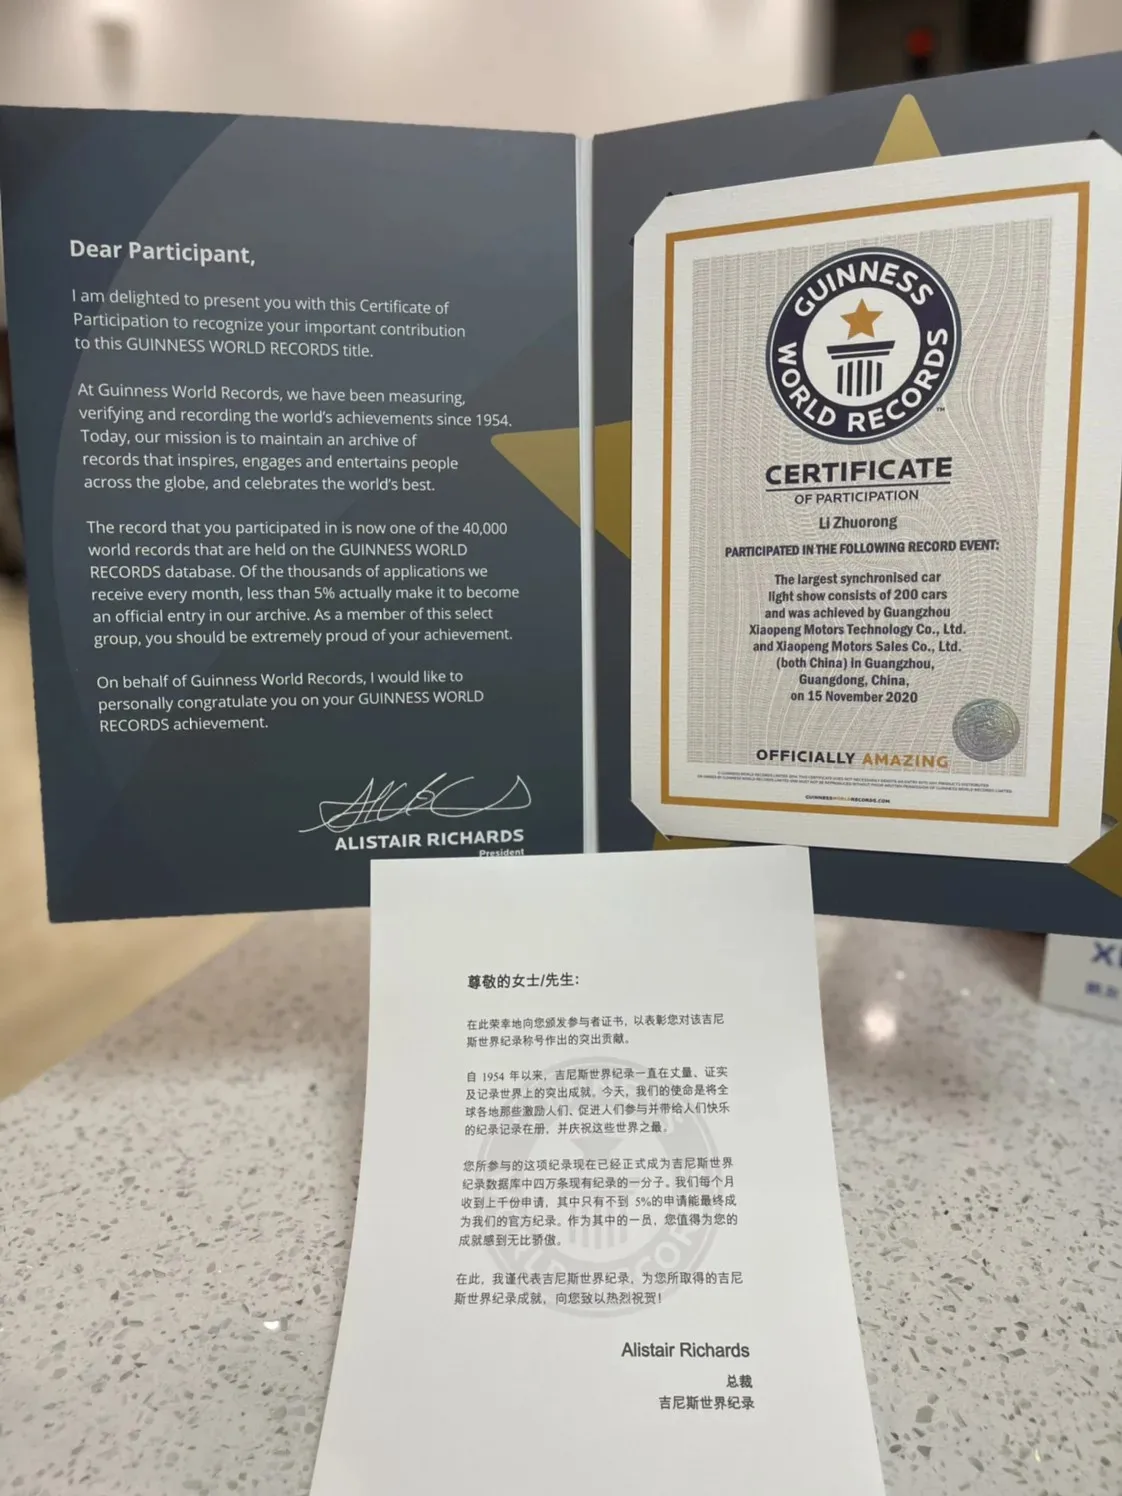 Dear Participant,
I am delighted to present you with this Certificate of
Participation to recognize your important contribution
to this GUINNESS WORLD RECORDS title.
At Guinness World Records, we have been measuring,
verifying and recording the world's achievements since 1954.
Today, our mission is to maintain an archive of
records that inspires, engages and entertains people
across the globe, and celebrates the world's best.
The record that you participated in is now one of the 40,000
world records that are held on the GUINNESS WORLD
RECORDS database. Of the thousands of applications we
receive every month, less than 5% actually make it to become
an official entry in our archive. As a member of this select
group, you should be extremely proud of your achievement.
On behalf of Guinness World Records, I would like to
personally congratulate you on your GUINNESS WORLD
RECORDS achievement.
ALISTAIR RICHARDS
President
GUINNESS
WORLD RECORDS
CERTIFICATE
OF PARTICIPATION
Li Zhuorong
PARTICIPATED IN THE FOLLOWING RECORD EVENT:
The largest synchronised car
light show consists of 200 cars
and was achieved by Guangzhou
Xiaopeng Motors Technology Co., Ltd.
and Xiaopeng Motors Sales Co., Ltd.
(both China) in Guangzhou,
Guangdong, China,
on 15 November 2020
OFFICIALLY AMAZING
GUINNESSWORLDRECORDS.COM
尊敬的女士/先生：
在此荣幸地向您颁发参与者证书，以表彰您对该吉尼
斯世界纪录称号作出的突出贡献。
自 1954 年以来，吉尼斯世界纪录一直在丈量、证实
及记录世界上的突出成就。今天，我们的使命是将全
球各地那些激励人们、促进人们参与并带给人们快乐
的纪录记录在册，并庆祝这些世界之最。
您所参与的这项纪录现在已经正式成为吉尼斯世界
纪录数据库中四万条现有纪录的一分子。我们每个月
收到上千份申请，其中只有不到 5%的申请能最终成
为我们的官方纪录。作为其中的一员，您值得为您的
成就感到无比骄傲。
在此，我谨代表吉尼斯世界纪录，为您所取得的吉尼
斯世界纪录成就，向您致以热烈祝贺！
Alistair Richards
总裁
吉尼斯世界纪录